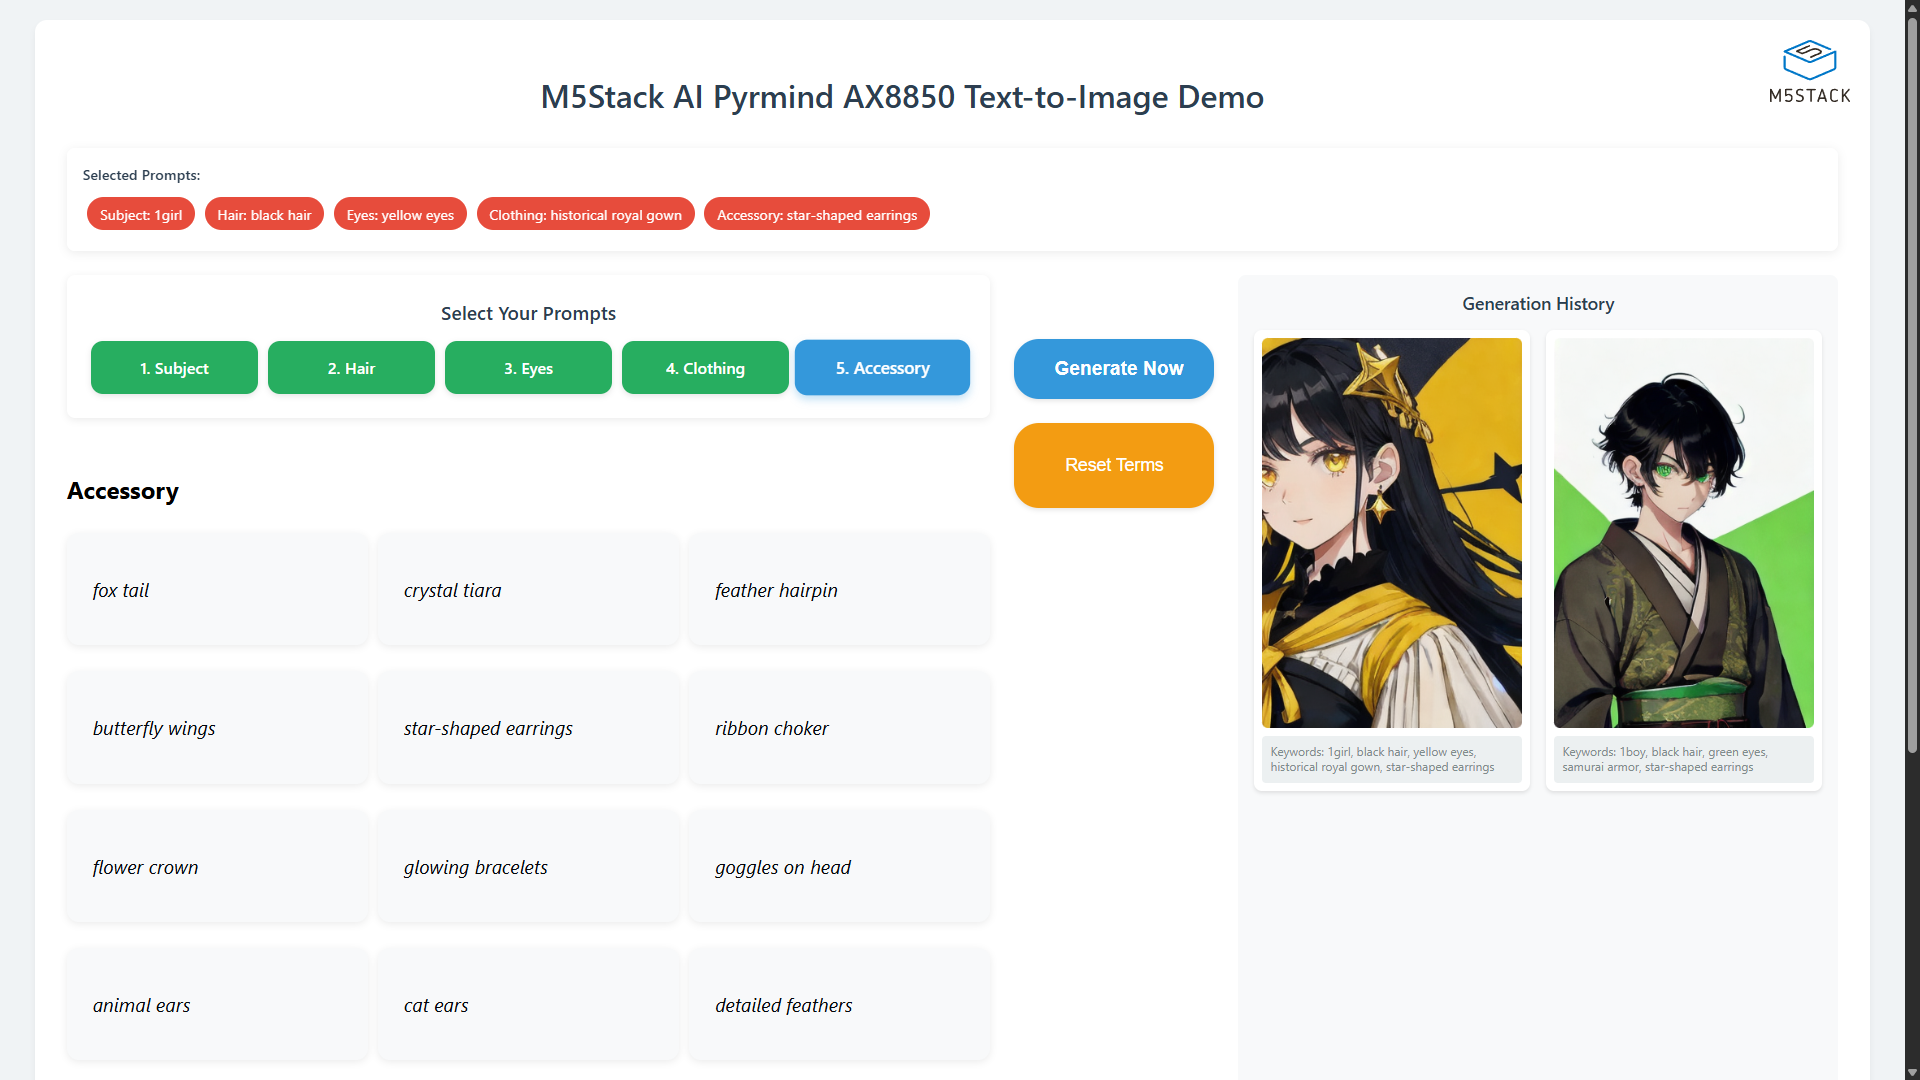 M5STACK
M5Stack AI Pyrmind AX8850 Text-to-Image Demo
Selected Prompts:
Subject: 1girl
Hair: black hair
Eyes: yellow eyes
Clothing: historical royal gown
Accessory: star-shaped earrings
Select Your Prompts
1. Subject
2. Hair
3. Eyes
4. Clothing
5. Accessory
Generate Now
Reset Terms
Accessory
fox tail
crystal tiara
feather hairpin
butterfly wings
star-shaped earrings
ribbon choker
flower crown
glowing bracelets
goggles on head
animal ears
cat ears
detailed feathers
Generation History
Keywords: 1girl, black hair, yellow eyes,
historical royal gown, star-shaped earrings
Keywords: 1boy, black hair, green eyes,
samurai armor, star-shaped earrings